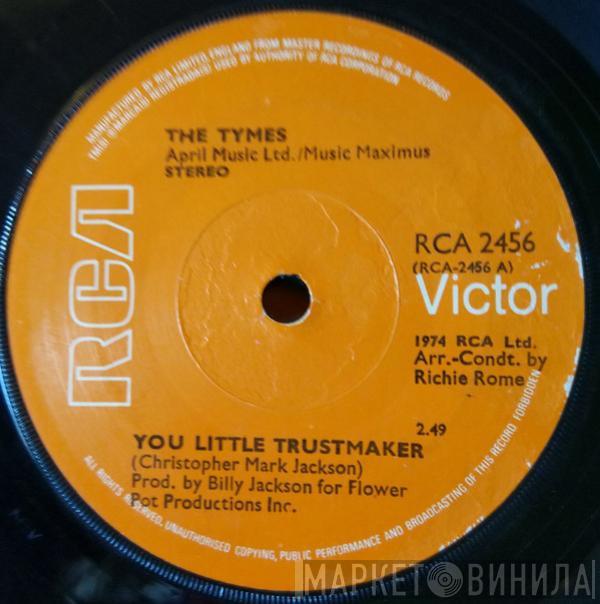 MANUFACTURED BY RCA LIMITED, ENGLAND FROM MASTER RECORDINGS OF RCA RECORDS
TM(S) ® MARCA(S) REGISTRADA(S) USED BY AUTHORITY OF RCA CORPORATION
THE TYMES
April Music Ltd./Music Maximus
STEREO
RCA
RCA 2456
(RCA-2456 A)
Victor
1974 RCA Ltd.
Arr.-Condt. by
Richie Rome
2.49
YOU LITTLE TRUSTMAKER
(Christopher Mark Jackson)
Prod. by Billy Jackson for Flower
Pot Productions Inc.
ALL RIGHTS RESERVED, UNAUTHORISED COPYING, PUBLIC PERFORMANCE AND BROADCASTING OF THIS RECORD FORBIDDEN
МАРКЕТ ВИНИЛА